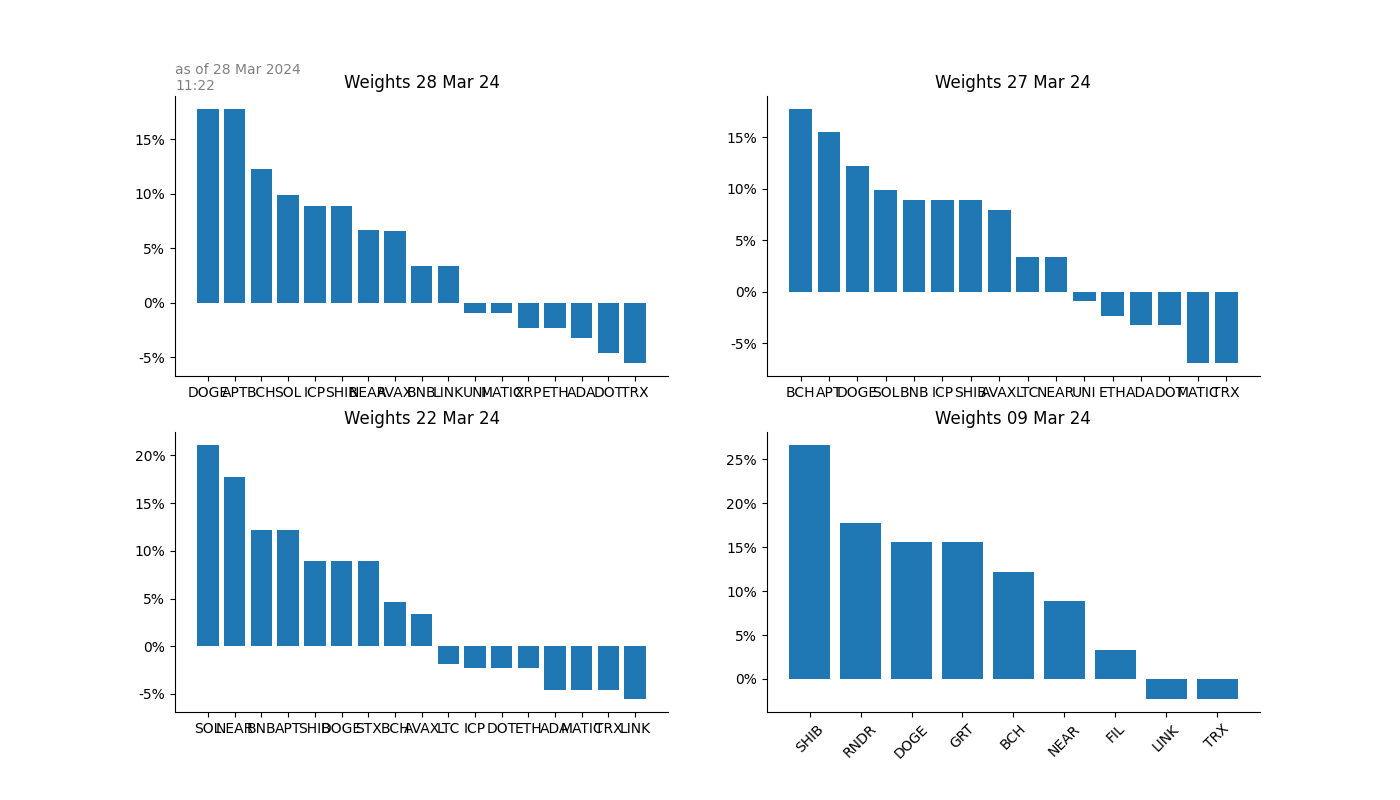 as of 28 Mar 2024
11:22
Weights 28 Mar 24
15%
10%
5%
0%
-5%
DOGE APT BCH SOL ICP SHIB NEAR AVAX BNB LINK UNI MATIC XRP ETH ADA DOT TRX
Weights 27 Mar 24
15%
10%
5%
0%
-5%
BCH APT DOGE SOL BNB ICP SHIB AVAX LTC NEAR UNI ETH ADA DOT MATIC TRX
Weights 22 Mar 24
20%
15%
10%
5%
0%
-5%
SOL NEAR BNB APT SHIB DOGE STX BCH AVAX LTC ICP DOT ETH ADA MATIC TRX LINK
Weights 09 Mar 24
25%
20%
15%
10%
5%
0%
SHIB RNDR DOGE GRT BCH NEAR FIL LINK TRX